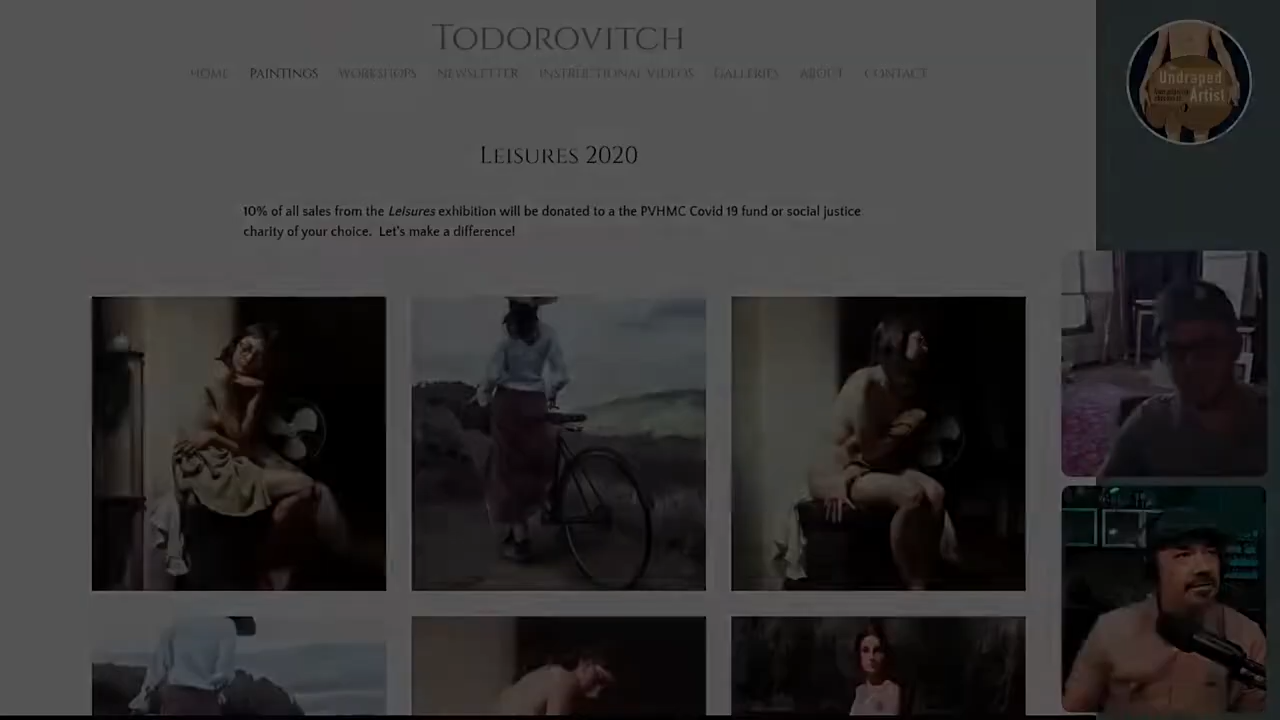 TODOROVITCH
HOME PAINTINGS WORKSHOPS NEWSLETTER INSTRUCTIONAL VIDEOS GALLERIES ABOUT CONTACT
LEISURES 2020
10% of all sales from the Leisures exhibition will be donated to a the PVHMC Covid 19 fund or social justice
charity of your choice. Let's make a difference!
Undraped
Artist